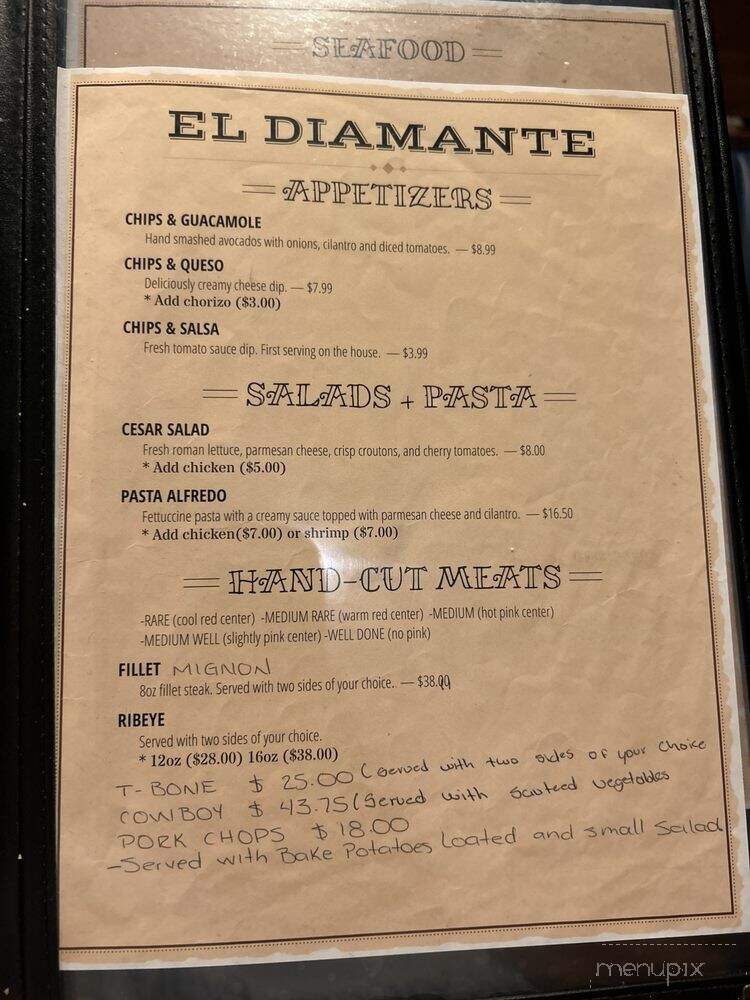 SEAFOOD
EL DIAMANTE
APPETIZERS
CHIPS & GUACAMOLE
Hand smashed avocados with onions, cilantro and diced tomatoes. — $8.99
CHIPS & QUESO
Deliciously creamy cheese dip. — $7.99
* Add chorizo ($3.00)
CHIPS & SALSA
Fresh tomato sauce dip. First serving on the house. — $3.99
SALADS + PASTA
CESAR SALAD
Fresh roman lettuce, parmesan cheese, crisp croutons, and cherry tomatoes. — $8.00
* Add chicken ($5.00)
PASTA ALFREDO
Fettuccine pasta with a creamy sauce topped with parmesan cheese and cilantro. — $16.50
* Add chicken($7.00) or shrimp ($7.00)
HAND-CUT MEATS
-RARE (cool red center) -MEDIUM RARE (warm red center) -MEDIUM (hot pink center)
-MEDIUM WELL (slightly pink center) -WELL DONE (no pink)
FILLET MIGNON
8oz fillet steak. Served with two sides of your choice. — $38.99
RIBEYE
Served with two sides of your choice.
* 12oz ($28.00) 16oz ($38.00)
T-BONE $ 25.00 (served with two sides of your choice
COWBOY $ 43.75 (Served with Sauteed vegetables
PORK CHOPS $ 18.00
-Served with Bake Potatoes Loated and small Salad
menupix